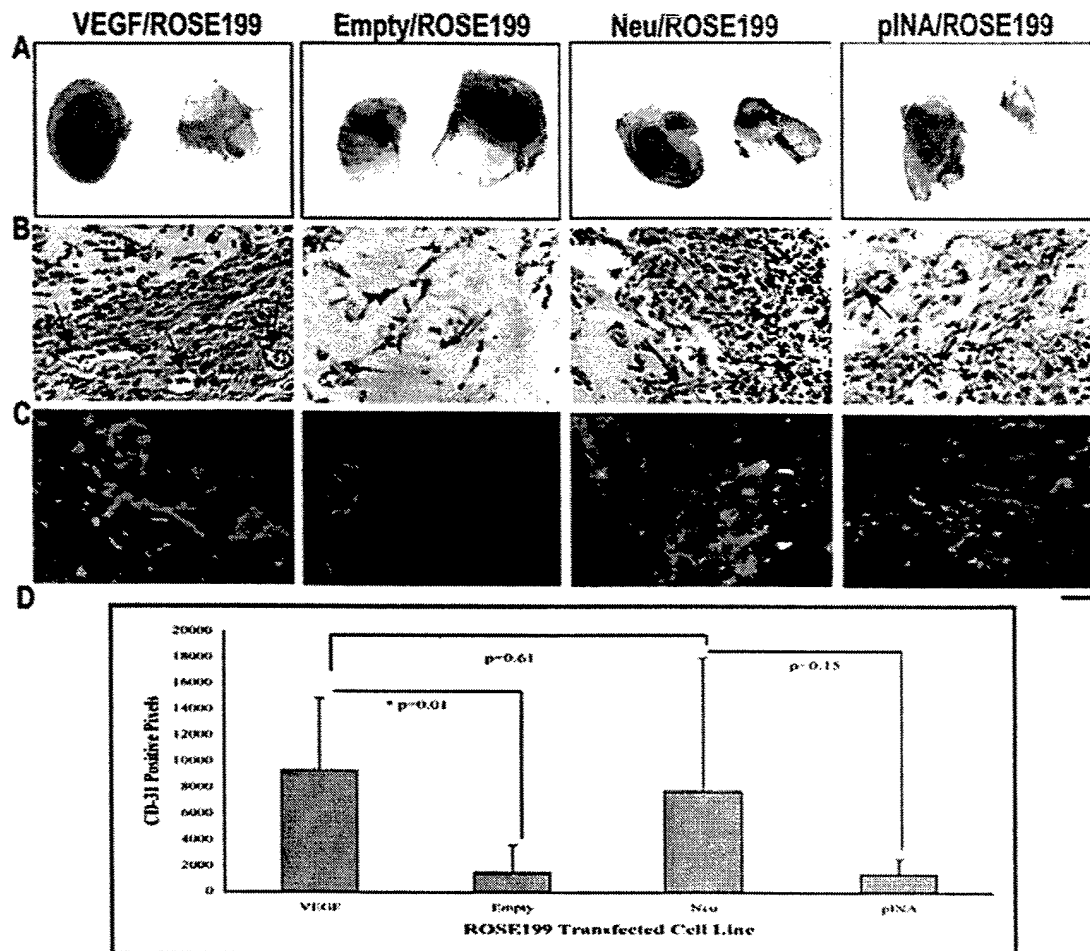 VEGF/ROSE199 Empty/ROSE199 Neu/ROSE199 pINA/ROSE199
A
B
C
D
20000
18000
16000
14000
12000
10000
8000
6000
4000
2000
0
CD-31 Positive Pixels
p=0.61
p=0.15
* p=0.01
VEGF Empty Neu pINA
ROSE199 Transfected Cell Line